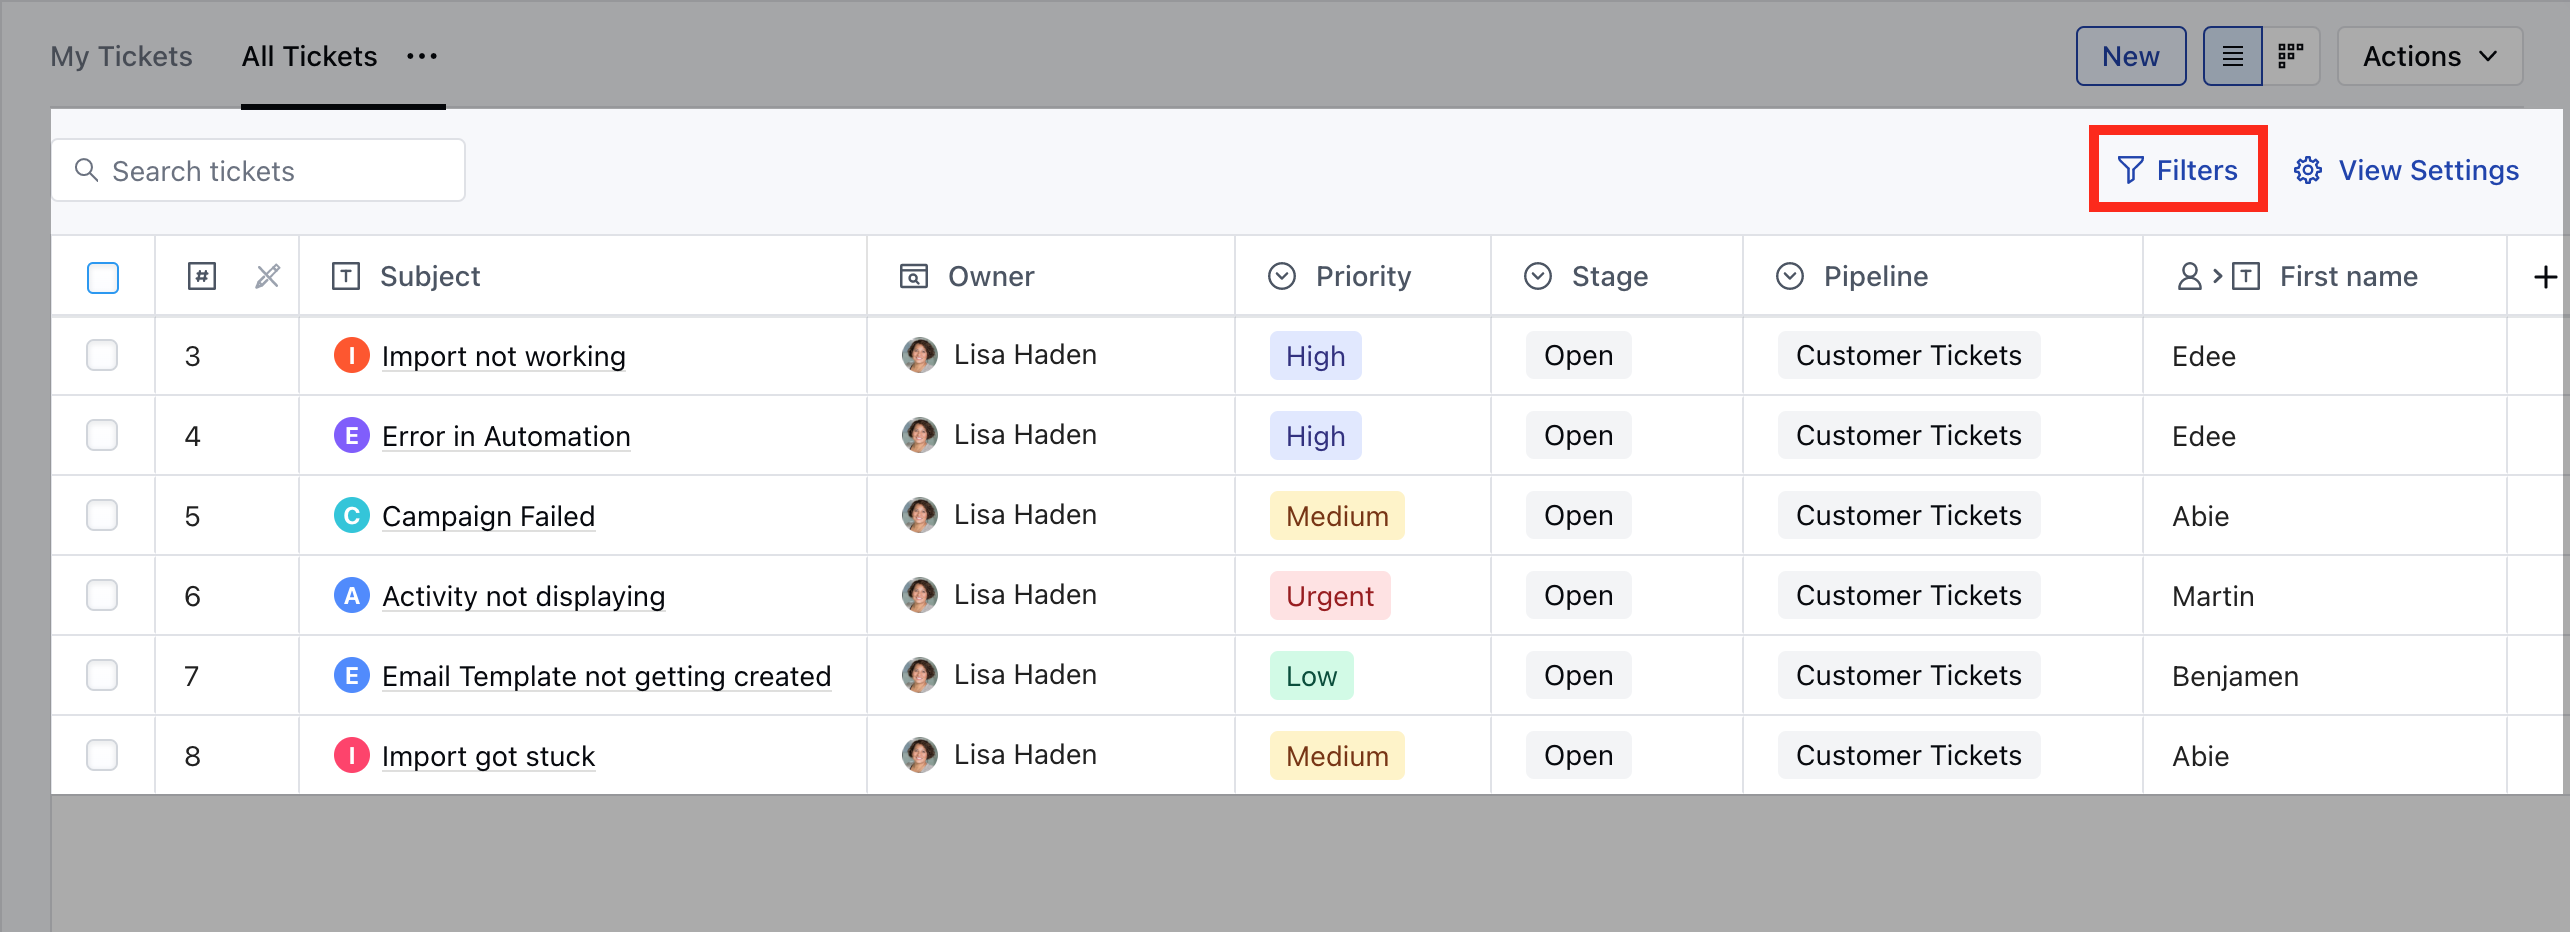 My Tickets All Tickets ... New Actions
Search tickets Filters View Settings
# T Subject Owner Priority Stage Pipeline > T First name +
3 I Import not working Lisa Haden High Open Customer Tickets Edee
4 E Error in Automation Lisa Haden High Open Customer Tickets Edee
5 C Campaign Failed Lisa Haden Medium Open Customer Tickets Abie
6 A Activity not displaying Lisa Haden Urgent Open Customer Tickets Martin
7 E Email Template not getting created Lisa Haden Low Open Customer Tickets Benjamen
8 I Import got stuck Lisa Haden Medium Open Customer Tickets Abie